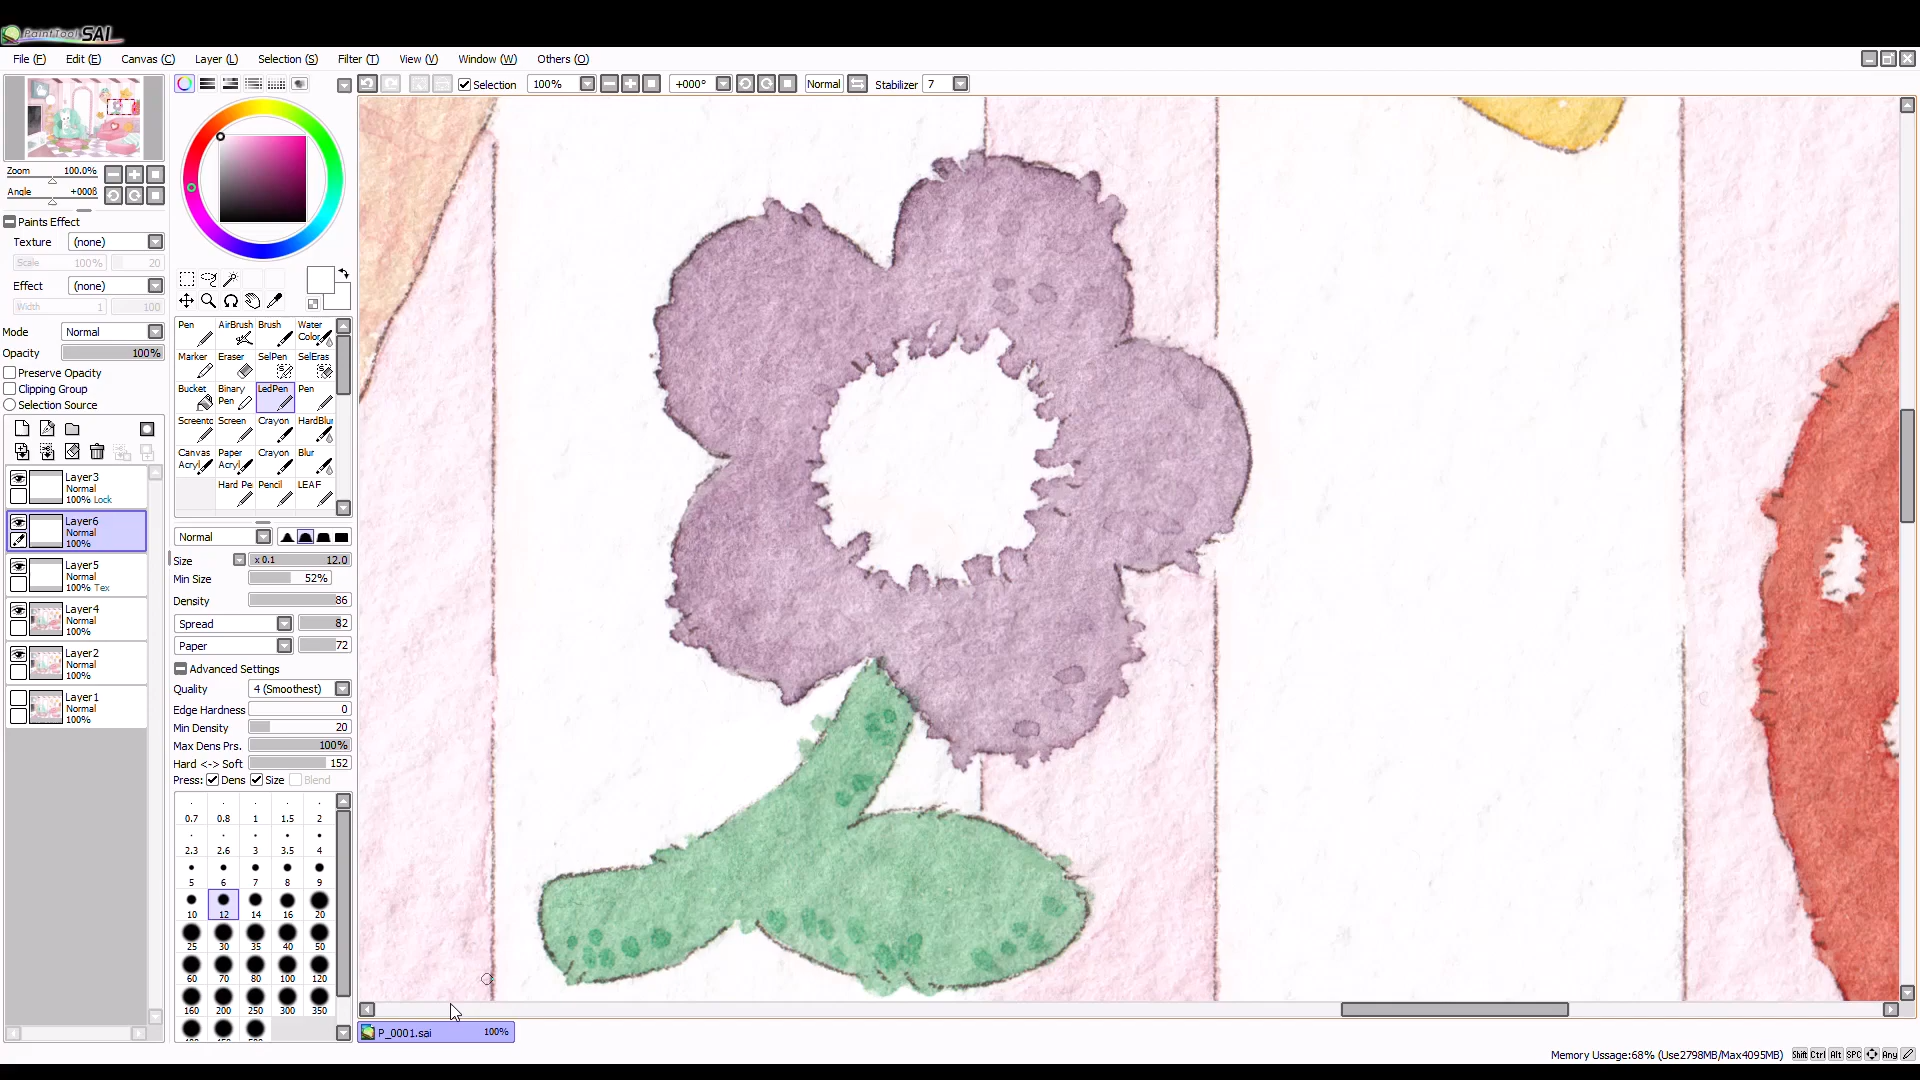 PaintTool SAI
File (F) Edit (E) Canvas (C) Layer (L) Selection (S) Filter (T) View (V) Window (W) Others (O)
Selection 100% +000° Normal Stabilizer 7
Zoom 100.0%
Angle +000ß
Paints Effect
Texture (none)
Scale 100% 20
Effect (none)
Width 1 100
Mode Normal
Opacity 100%
Preserve Opacity
Clipping Group
Selection Source
Layer3
Normal
100% Lock
Layer6
Normal
100%
Layer5
Normal
100% Tex
Layer4
Normal
100%
Layer2
Normal
100%
Layer1
Normal
100%
Pen AirBrush Brush Water Color
Marker Eraser SelPen SelEras
Bucket Binary Pen LedPen Pen
Screentc Screen Crayon HardBlur
Canvas Acryl Paper Acryl Crayon Blur
Hard Pe Pencil LEAF
Normal
Size x 0.1 12.0
Min Size 52%
Density 86
Spread 82
Paper 72
Advanced Settings
Quality 4 (Smoothest)
Edge Hardness 0
Min Density 20
Max Dens Prs. 100%
Hard <-> Soft 152
Press: Dens Size Blend
0.7 0.8 1 1.5 2
2.3 2.6 3 3.5 4
5 6 7 8 9
10 12 14 16 20
25 30 35 40 50
60 70 80 100 120
160 200 250 300 350
P_0001.sai 100%
Memory Ussage:68% (Use2798MB/Max4095MB) Shift Ctrl Alt SPC Any